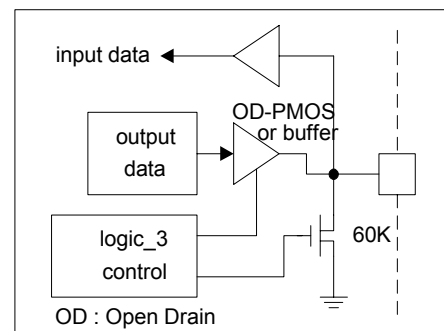 input data
OD-PMOS
or buffer
output
data
logic_3
control
60K
OD : Open Drain